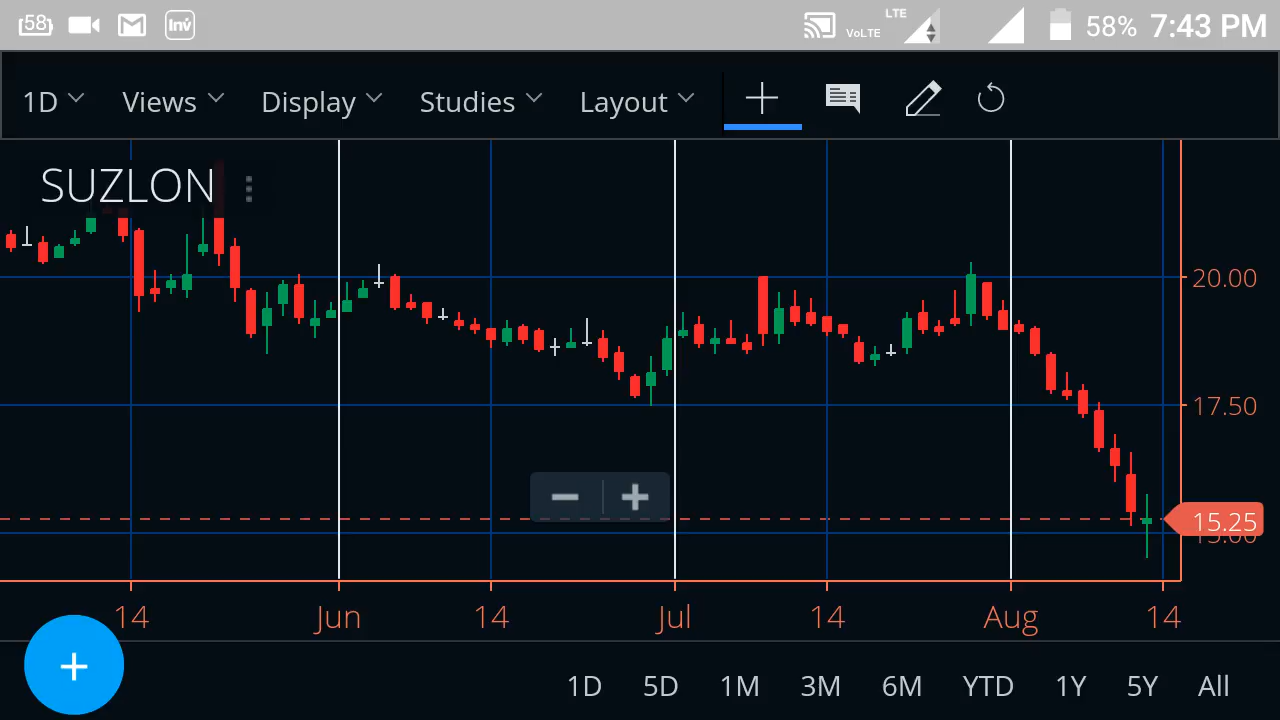 58 Inv VoLTE LTE 58% 7:43 PM
1D Views Display Studies Layout
SUZLON
20.00
17.50
15.25
15.00
14 Jun 14 Jul 14 Aug 14
+
1D 5D 1M 3M 6M YTD 1Y 5Y All